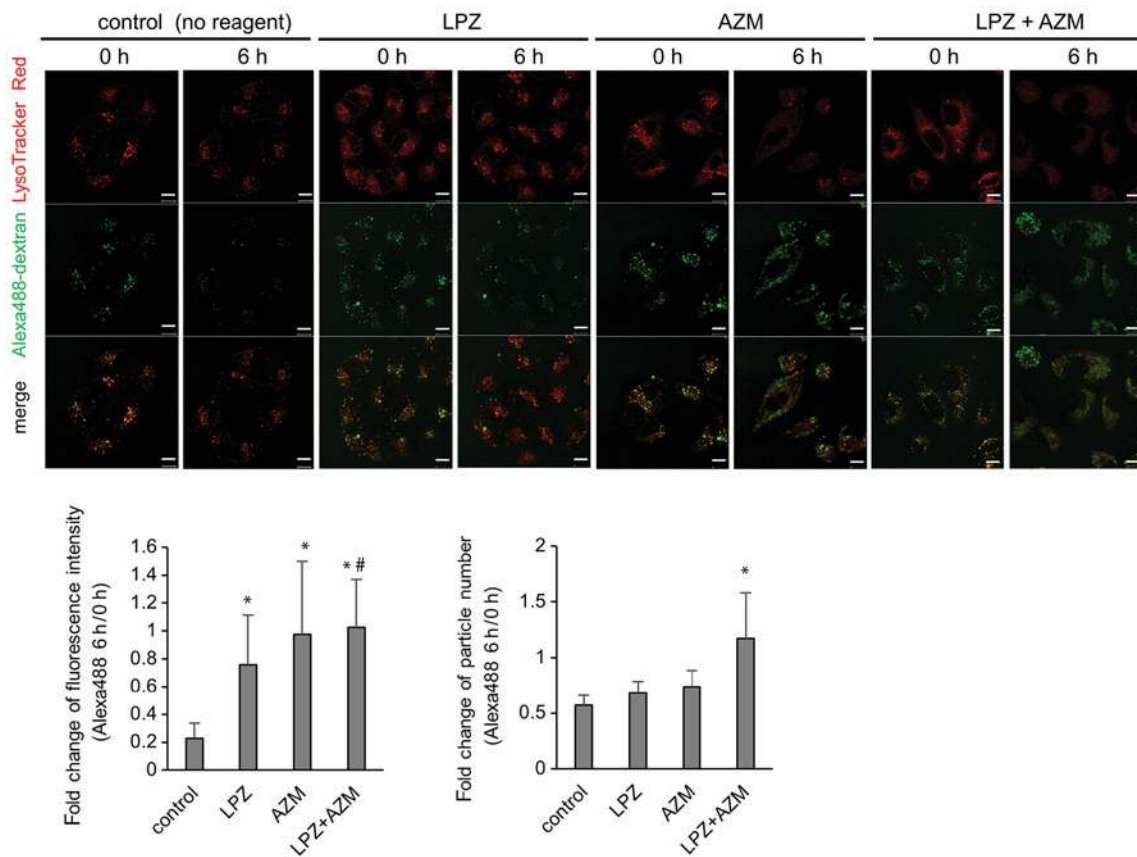 control (no reagent) LPZ AZM LPZ + AZM
0 h 6 h 0 h 6 h 0 h 6 h 0 h 6 h
LysoTracker Red
Alexa488-dextran
merge
Fold change of fluorescence intensity
(Alexa488 6 h/0 h)
1.6
1.4
1.2
1
0.8
0.6
0.4
0.2
0
*
*
* #
control
LPZ
AZM
LPZ+AZM
Fold change of particle number
(Alexa488 6 h/0 h)
2
1.5
1
0.5
0
*
control
LPZ
AZM
LPZ+AZM